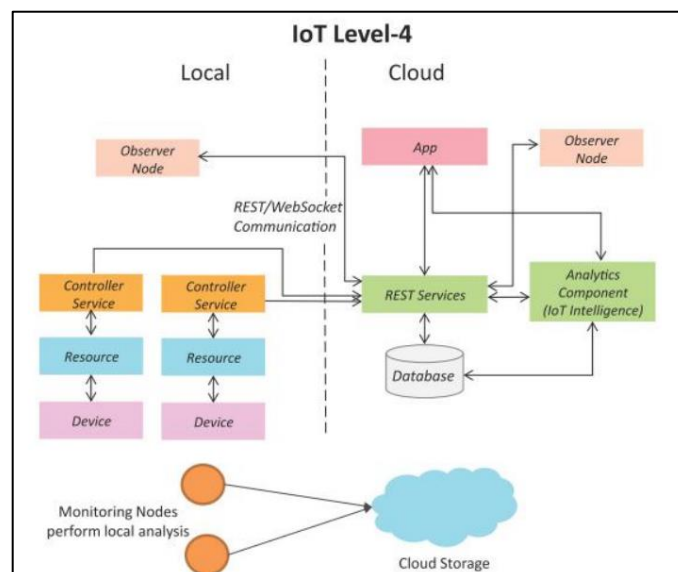 IoT Level-4
Local
Cloud
Observer
Node
App
Observer
Node
REST/WebSocket
Communication
Controller
Service
Controller
Service
REST Services
Analytics
Component
(IoT Intelligence)
Resource
Resource
Database
Device
Device
Monitoring Nodes
perform local analysis
Cloud Storage